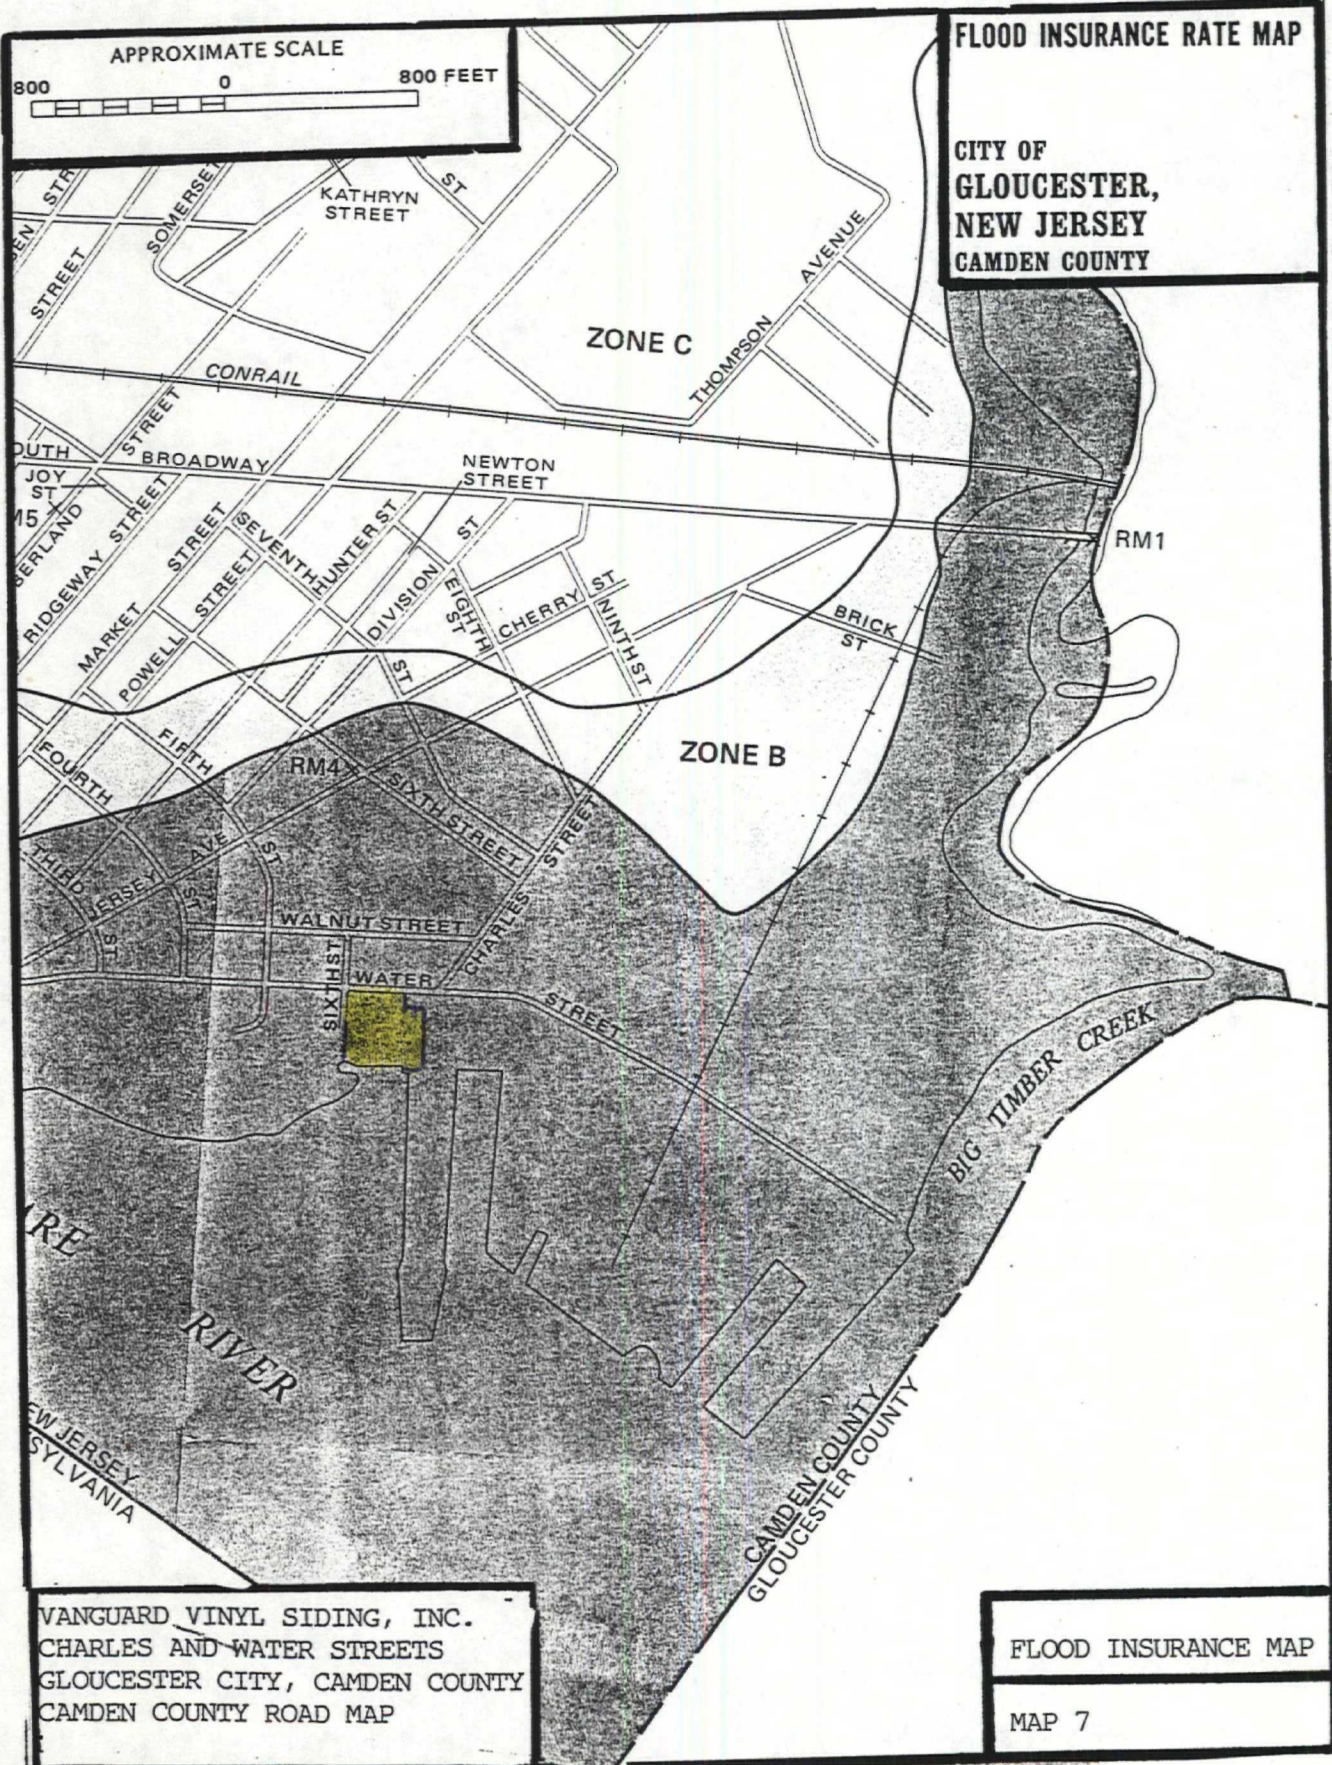 APPROXIMATE SCALE
800 0 800 FEET
FLOOD INSURANCE RATE MAP
CITY OF
GLOUCESTER,
NEW JERSEY
CAMDEN COUNTY
KATHRYN
STREET
ST
SOMERSET
STREET
AVENUE
THOMPSON
ZONE C
CONRAIL
STREET
BROADWAY
JOY
ST
NEWTON
STREET
RM1
RIDGEWAY STREET
MARKET STREET
POWELL STREET
SEVENTH ST
HUNTER ST
DIVISION ST
EIGHTH
ST
CHERRY ST
NINTH ST
BRICK
ST
ZONE B
FOURTH ST
FIFTH ST
RM4
SIXTH STREET
CHARLES STREET
THIRD ST
JERSEY AVE
WALNUT STREET
SIXTH ST
WATER STREET
BIG TIMBER CREEK
RIVER
CAMDEN COUNTY
GLOUCESTER COUNTY
VANGUARD VINYL SIDING, INC.
CHARLES AND WATER STREETS
GLOUCESTER CITY, CAMDEN COUNTY
CAMDEN COUNTY ROAD MAP
FLOOD INSURANCE MAP
MAP 7